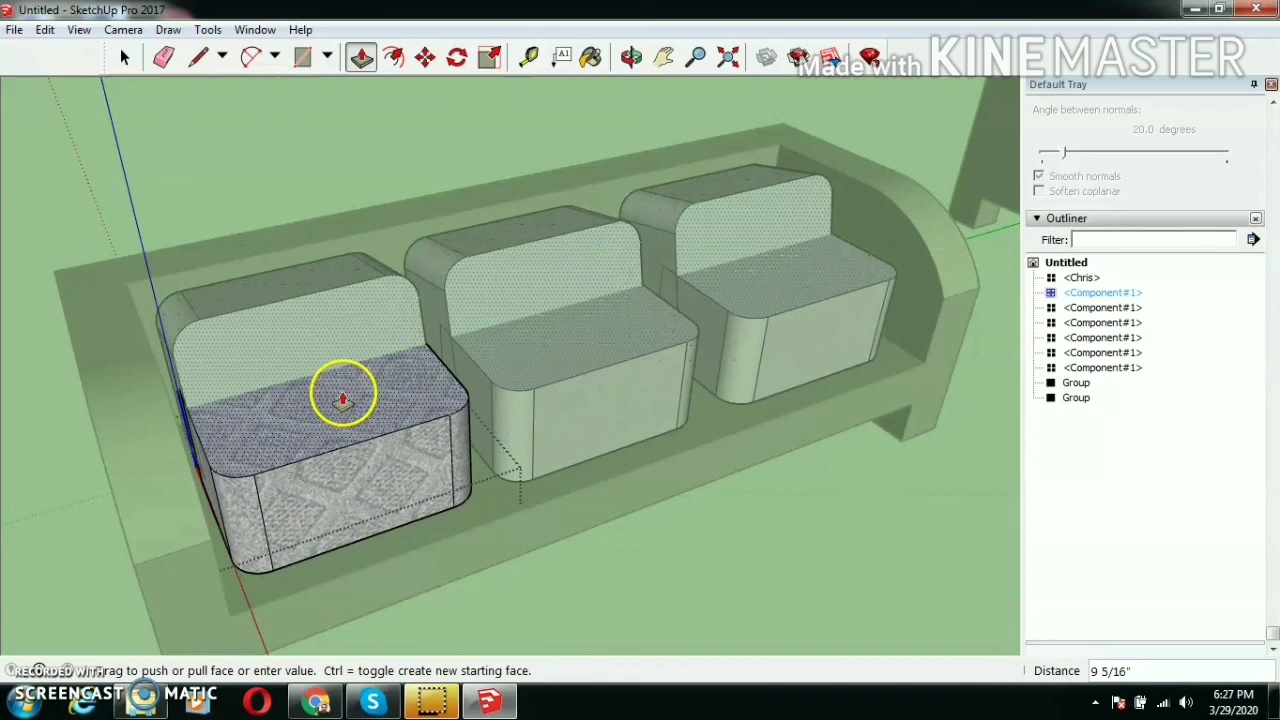 Untitled - SketchUp Pro 2017
File Edit View Camera Draw Tools Window Help
Made with KINEMASTER
Default Tray
Angle between normals:
20.0 degrees
Smooth normals
Soften coplanar
Outliner
Filter:
Untitled
<Chris>
<Component#1>
<Component#1>
<Component#1>
<Component#1>
<Component#1>
<Component#1>
Group
Group
drag to push or pull face or enter value. Ctrl = toggle create new starting face.
Distance 9 5/16"
RECORDED WITH
SCREENCAST MATIC
6:27 PM
3/29/2020